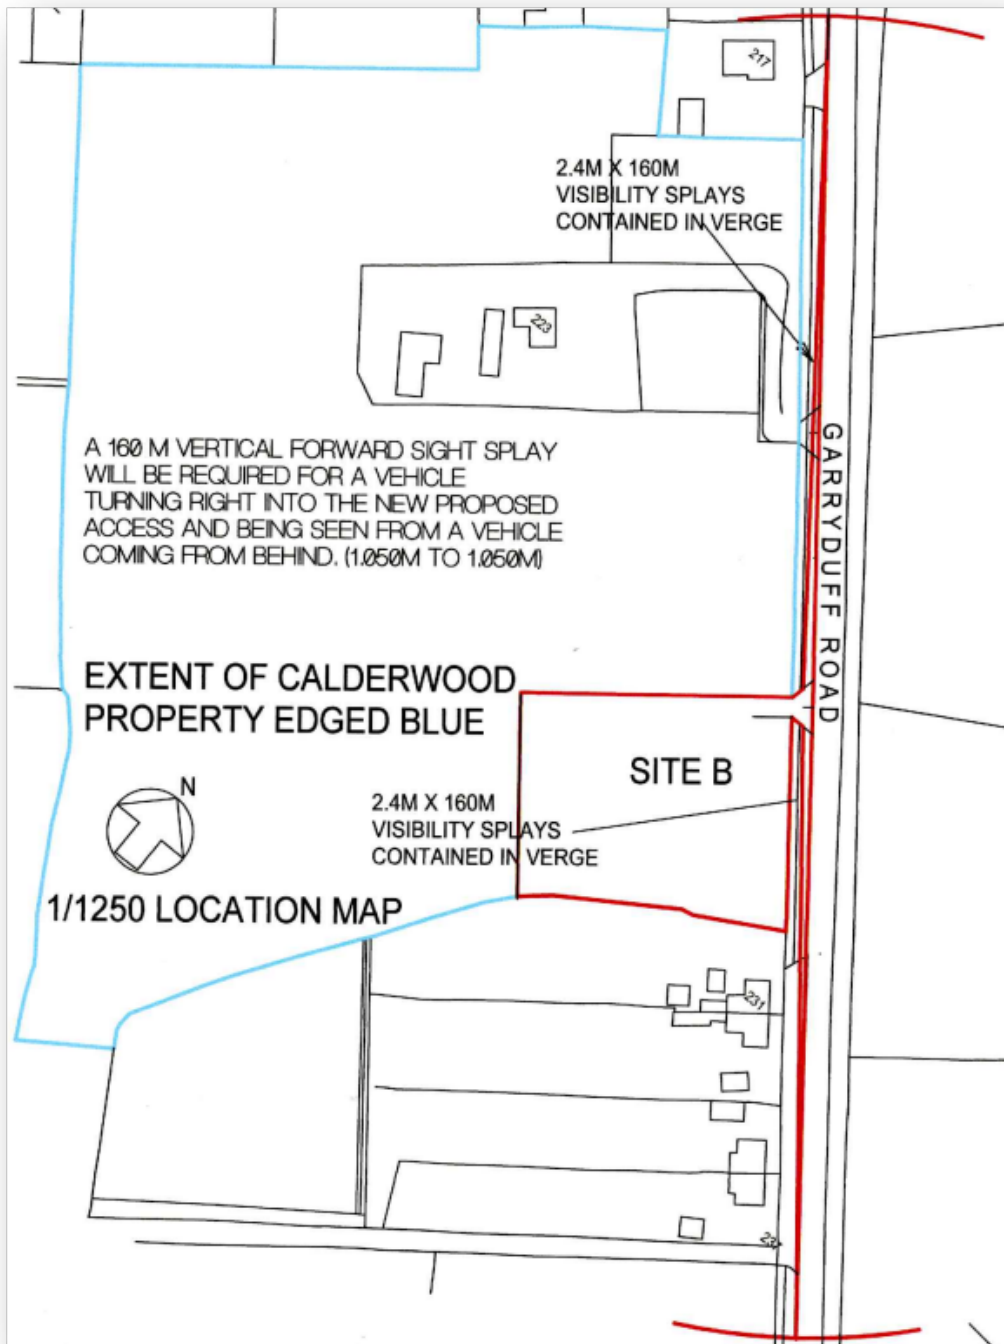 217
2.4M X 160M
VISIBILITY SPLAYS
CONTAINED IN VERGE
223
A 160 M VERTICAL FORWARD SIGHT SPLAY
WILL BE REQUIRED FOR A VEHICLE
TURNING RIGHT INTO THE NEW PROPOSED
ACCESS AND BEING SEEN FROM A VEHICLE
COMING FROM BEHIND. (1.050M TO 1.050M)
GARRYDUFF ROAD
EXTENT OF CALDERWOOD
PROPERTY EDGED BLUE
SITE B
N
2.4M X 160M
VISIBILITY SPLAYS
CONTAINED IN VERGE
1/1250 LOCATION MAP
231